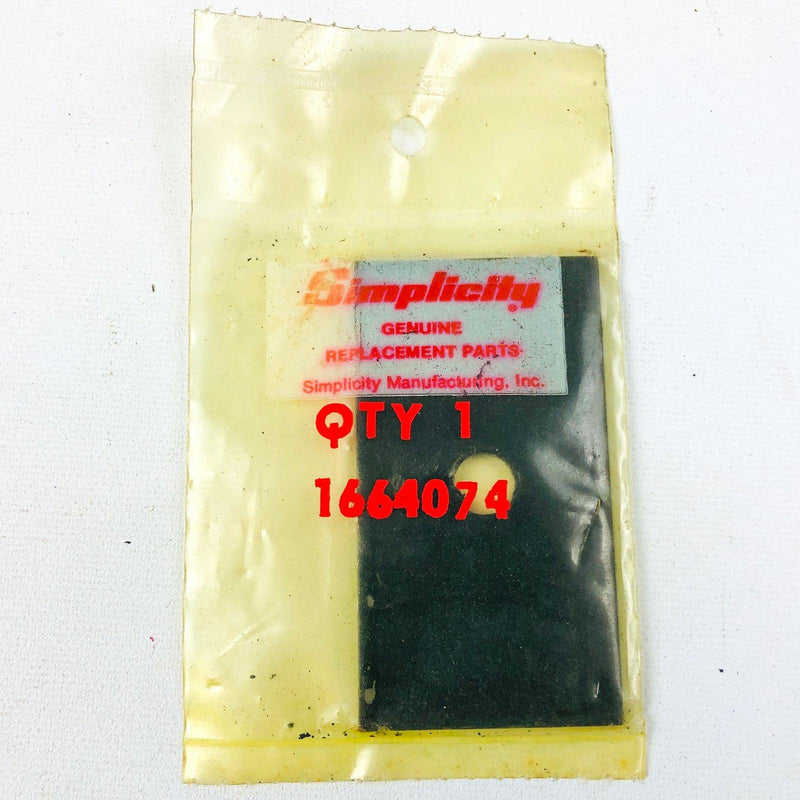 Simplicity®
GENUINE
REPLACEMENT PARTS
Simplicity Manufacturing, Inc.
QTY 1
1664074